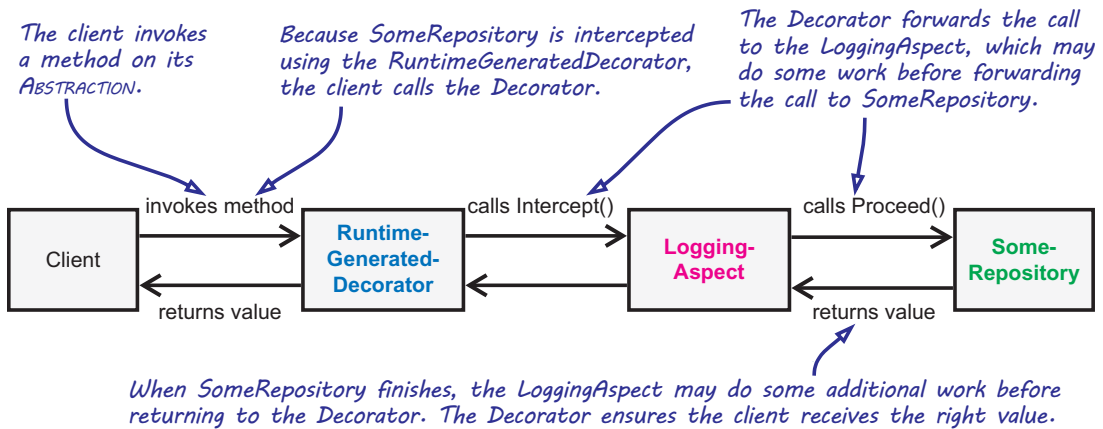 The client invokes
a method on its
ABSTRACTION.
Because SomeRepository is intercepted
using the RuntimeGeneratedDecorator,
the client calls the Decorator.
The Decorator forwards the call
to the LoggingAspect, which may
do some work before forwarding
the call to SomeRepository.
invokes method
calls Intercept()
calls Proceed()
Client
Runtime-
Generated-
Decorator
Logging-
Aspect
Some-
Repository
returns value
returns value
When SomeRepository finishes, the LoggingAspect may do some additional work before
returning to the Decorator. The Decorator ensures the client receives the right value.